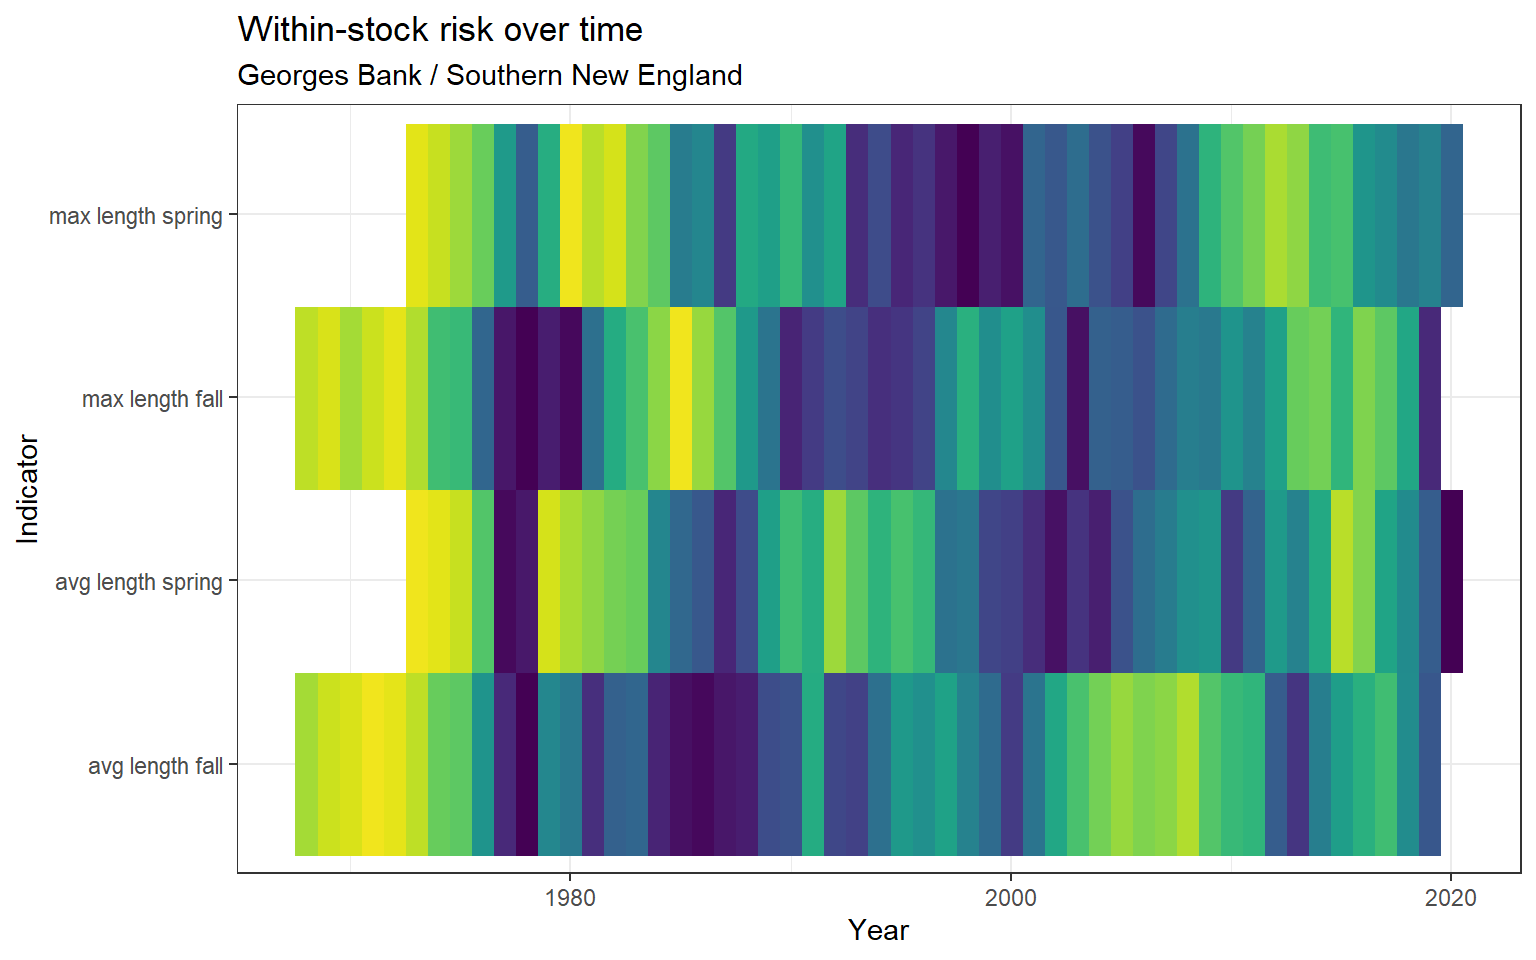 Within-stock risk over time
Georges Bank / Southern New England
max length spring
max length fall
avg length spring
avg length fall
Indicator
1980
2000
2020
Year